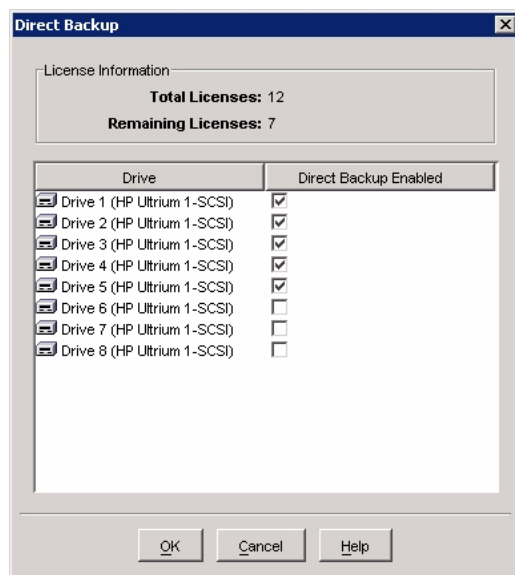 Direct Backup
License Information
Total Licenses: 12
Remaining Licenses: 7
Drive Direct Backup Enabled
Drive 1 (HP Ultrium 1-SCSI)
Drive 2 (HP Ultrium 1-SCSI)
Drive 3 (HP Ultrium 1-SCSI)
Drive 4 (HP Ultrium 1-SCSI)
Drive 5 (HP Ultrium 1-SCSI)
Drive 6 (HP Ultrium 1-SCSI)
Drive 7 (HP Ultrium 1-SCSI)
Drive 8 (HP Ultrium 1-SCSI)
OK Cancel Help